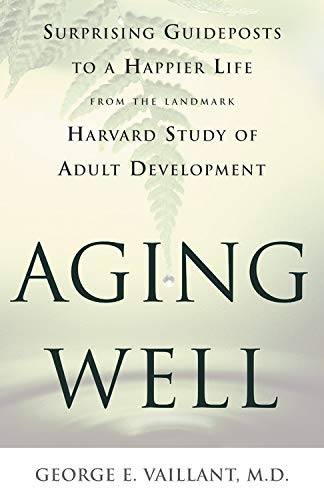 SURPRISING GUIDEPOSTS
TO A HAPPIER LIFE
FROM THE LANDMARK
HARVARD STUDY OF
ADULT DEVELOPMENT
AGING
WELL
GEORGE E. VAILLANT, M.D.